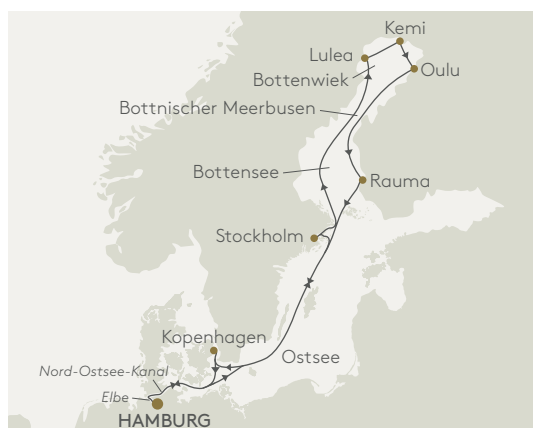 Kemi
Lulea
Oulu
Bottenwiek
Bottnischer Meerbusen
Bottensee
Rauma
Stockholm
Kopenhagen
Ostsee
Nord-Ostsee-Kanal
Elbe
HAMBURG